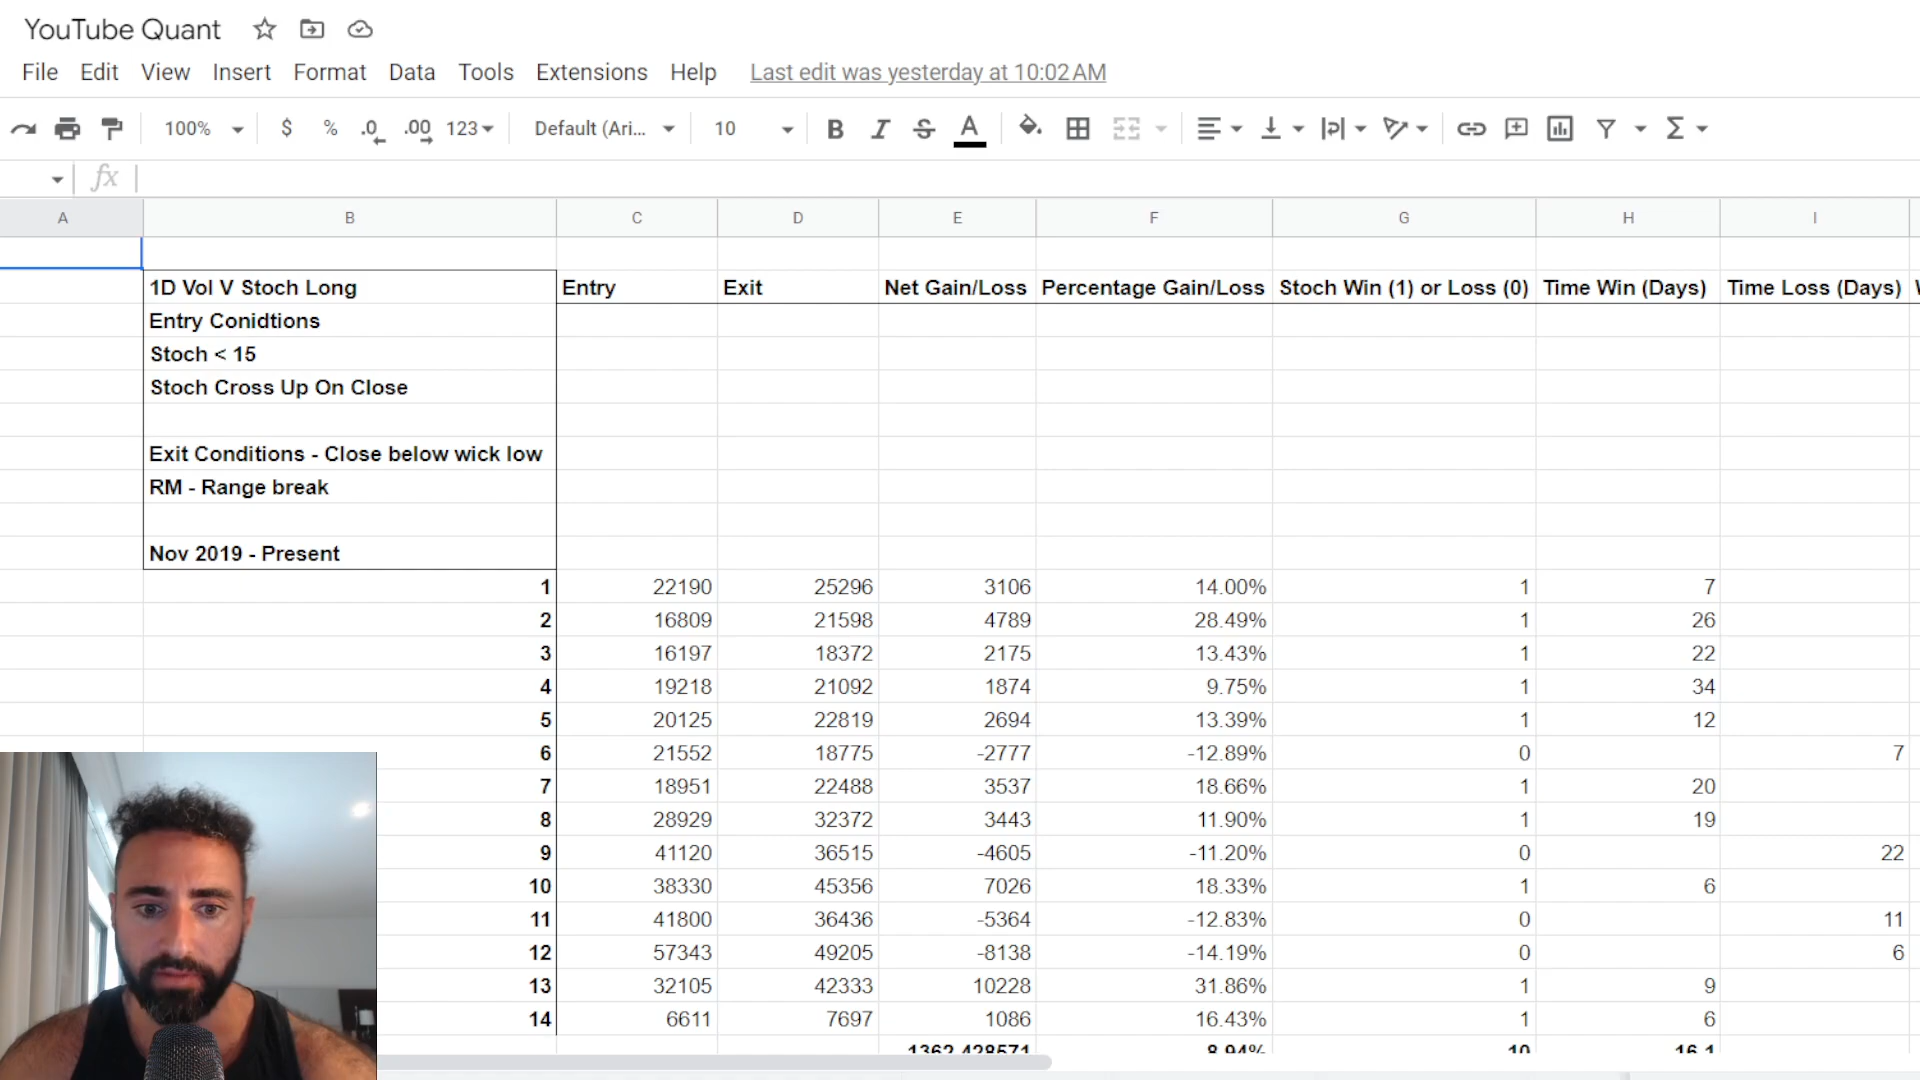 YouTube Quant
File Edit View Insert Format Data Tools Extensions Help Last edit was yesterday at 10:02 AM
100% $ % .0 .00 123 Default (Ari... 10 B I S A
fx
A B C D E F G H I
1D Vol V Stoch Long Entry Exit Net Gain/Loss Percentage Gain/Loss Stoch Win (1) or Loss (0) Time Win (Days) Time Loss (Days)
Entry Conidtions
Stoch < 15
Stoch Cross Up On Close
Exit Conditions - Close below wick low
RM - Range break
Nov 2019 - Present
1 22190 25296 3106 14.00% 1 7
2 16809 21598 4789 28.49% 1 26
3 16197 18372 2175 13.43% 1 22
4 19218 21092 1874 9.75% 1 34
5 20125 22819 2694 13.39% 1 12
6 21552 18775 -2777 -12.89% 0 7
7 18951 22488 3537 18.66% 1 20
8 28929 32372 3443 11.90% 1 19
9 41120 36515 -4605 -11.20% 0 22
10 38330 45356 7026 18.33% 1 6
11 41800 36436 -5364 -12.83% 0 11
12 57343 49205 -8138 -14.19% 0 6
13 32105 42333 10228 31.86% 1 9
14 6611 7697 1086 16.43% 1 6
1362.428571 8.94% 10 16.1